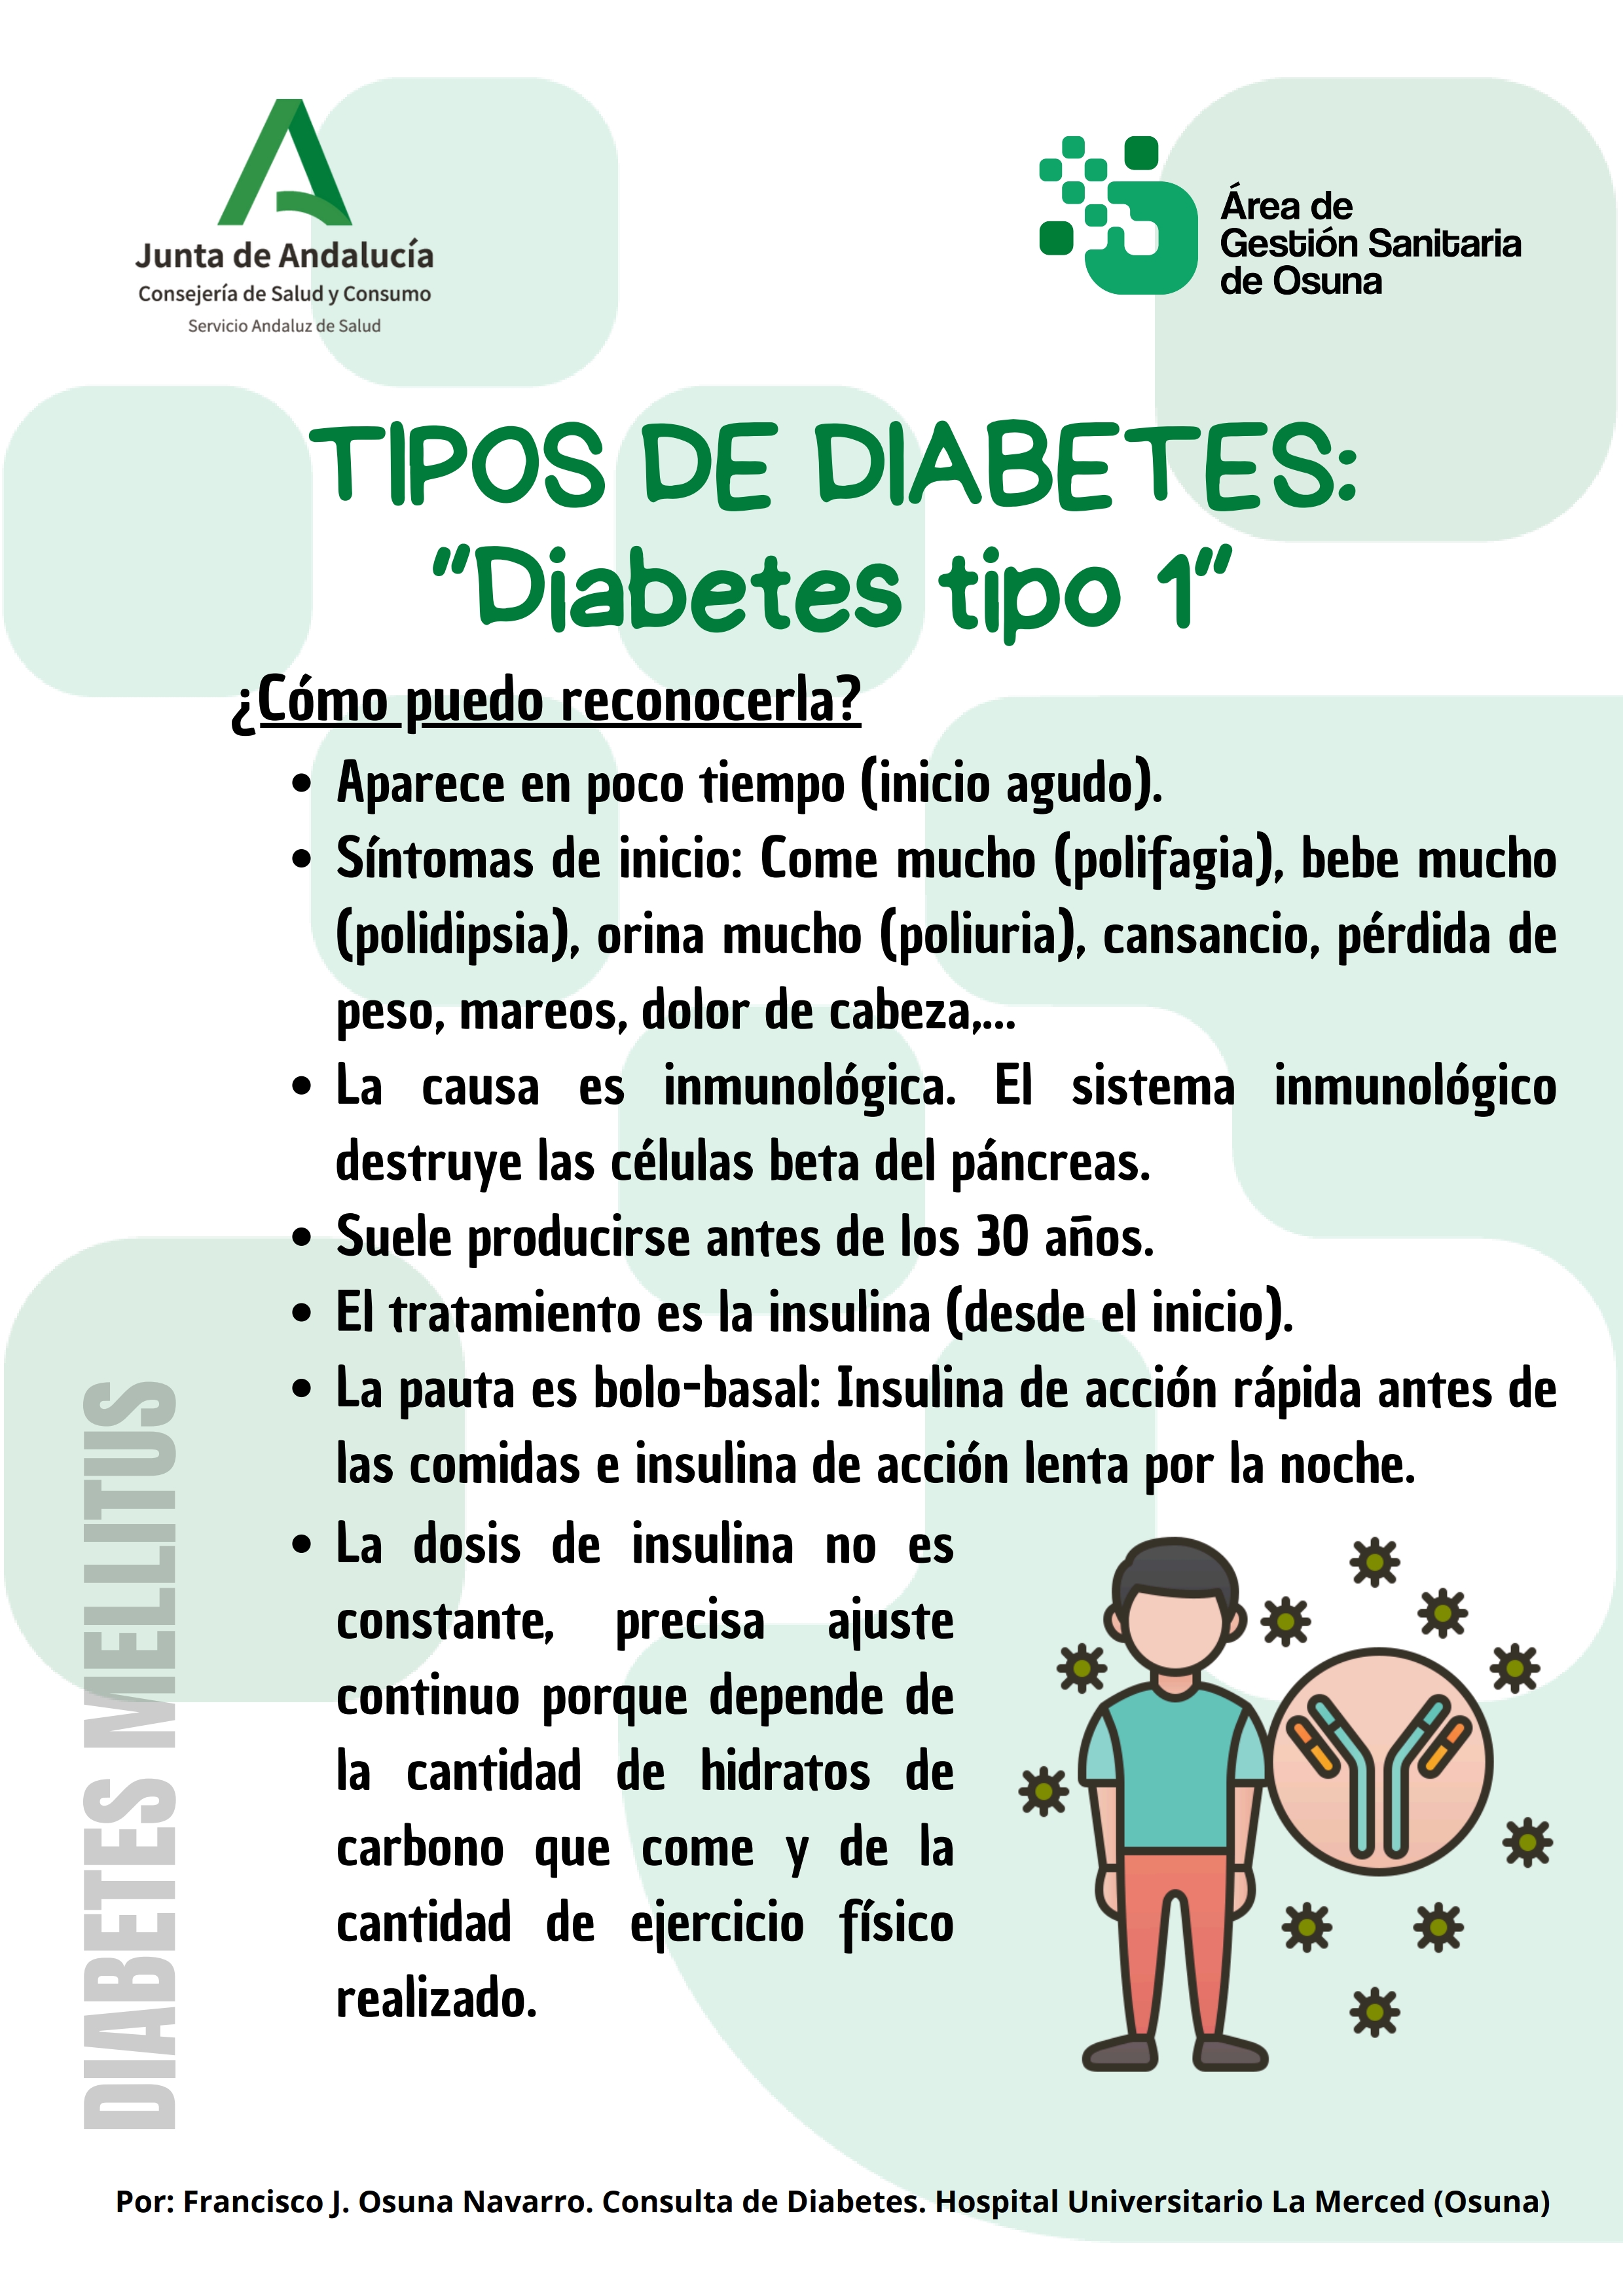 Junta de Andalucía
Consejería de Salud y Consumo
Servicio Andaluz de Salud
Área de
Gestión Sanitaria
de Osuna
TIPOS DE DIABETES:
"Diabetes tipo 1"
¿Cómo puedo reconocerla?
• Aparece en poco tiempo (inicio agudo).
• Síntomas de inicio: Come mucho (polifagia), bebe mucho
(polidipsia), orina mucho (poliuria), cansancio, pérdida de
peso, mareos, dolor de cabeza,...
• La causa es inmunológica. El sistema inmunológico
destruye las células beta del páncreas.
• Suele producirse antes de los 30 años.
• El tratamiento es la insulina (desde el inicio).
• La pauta es bolo-basal: Insulina de acción rápida antes de
las comidas e insulina de acción lenta por la noche.
• La dosis de insulina no es
constante, precisa ajuste
continuo porque depende de
la cantidad de hidratos de
carbono que come y de la
cantidad de ejercicio físico
realizado.
DIABETES MELLITUS
Por: Francisco J. Osuna Navarro. Consulta de Diabetes. Hospital Universitario La Merced (Osuna)